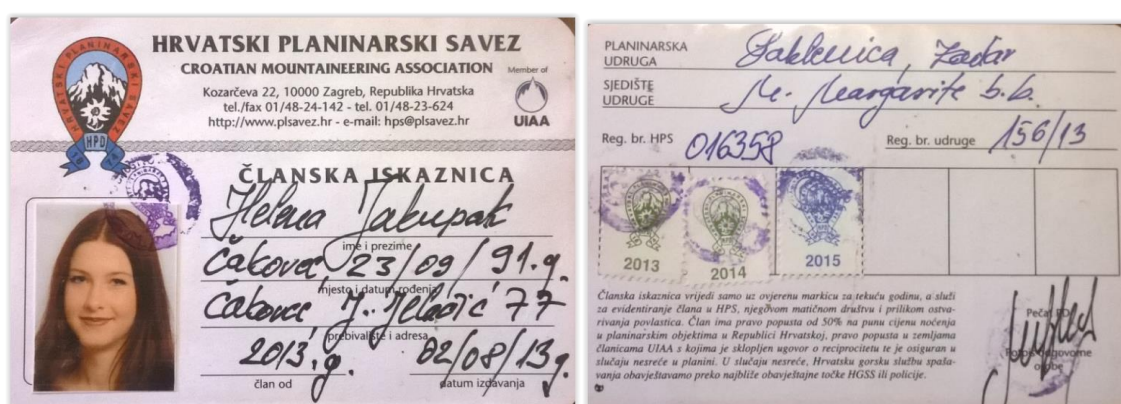 HRVATSKI PLANINARSKI SAVEZ
CROATIAN MOUNTAINEERING ASSOCIATION
Member of
Kozarčeva 22, 10000 Zagreb, Republika Hrvatska
tel./fax 01/48-24-142 - tel. 01/48-23-624
http://www.plsavez.hr - e-mail: hps@plsavez.hr
UIAA
HRVATSKI PLANINARSKI SAVEZ
HPD
ČLANSKA ISKAZNICA
Helena Jakupak
ime i prezime
Čakovec, 23/09/91.g.
mjesto i datum rođenja
Čakovec J. Jelačić 77
prebivalište i adresa
2013.g. 02/08/13g.
član od datum izdavanja
PLANINARSKA
UDRUGA Paklenica, Zadar
SJEDIŠTE
UDRUGE M. Margarite b.b.
Reg. br. HPS 016358 Reg. br. udruge 156/13
2013 2014 2015
Članska iskaznica vrijedi samo uz ovjerenu markicu za tekuću godinu, a služi
za evidentiranje člana u HPS, njegovom matičnom društvu i prilikom ostva-
rivanja povlastica. Član ima pravo popusta od 50% na punu cijenu noćenja
u planinarskim objektima u Republici Hrvatskoj, pravo popusta u zemljama
članicama UIAA s kojima je sklopljen ugovor o reciprocitetu te je osiguran u
slučaju nesreće u planini. U slučaju nesreće, Hrvatsku gorsku službu spaša-
vanja obavještavamo preko najbliže obavještajne točke HGSS ili policije.
Pečat PD
Potpis odgovorne
osobe